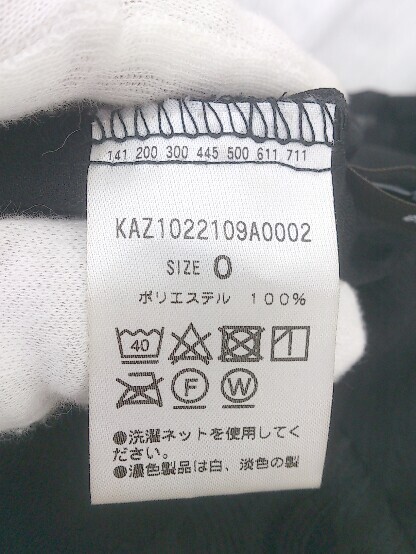 141 200 300 445 500 611 711
KAZ1022109A0002
SIZE 0
ポリエステル 100%
40
F W
●洗濯ネットを使用してく
ださい。
●濃色製品は白、淡色の製